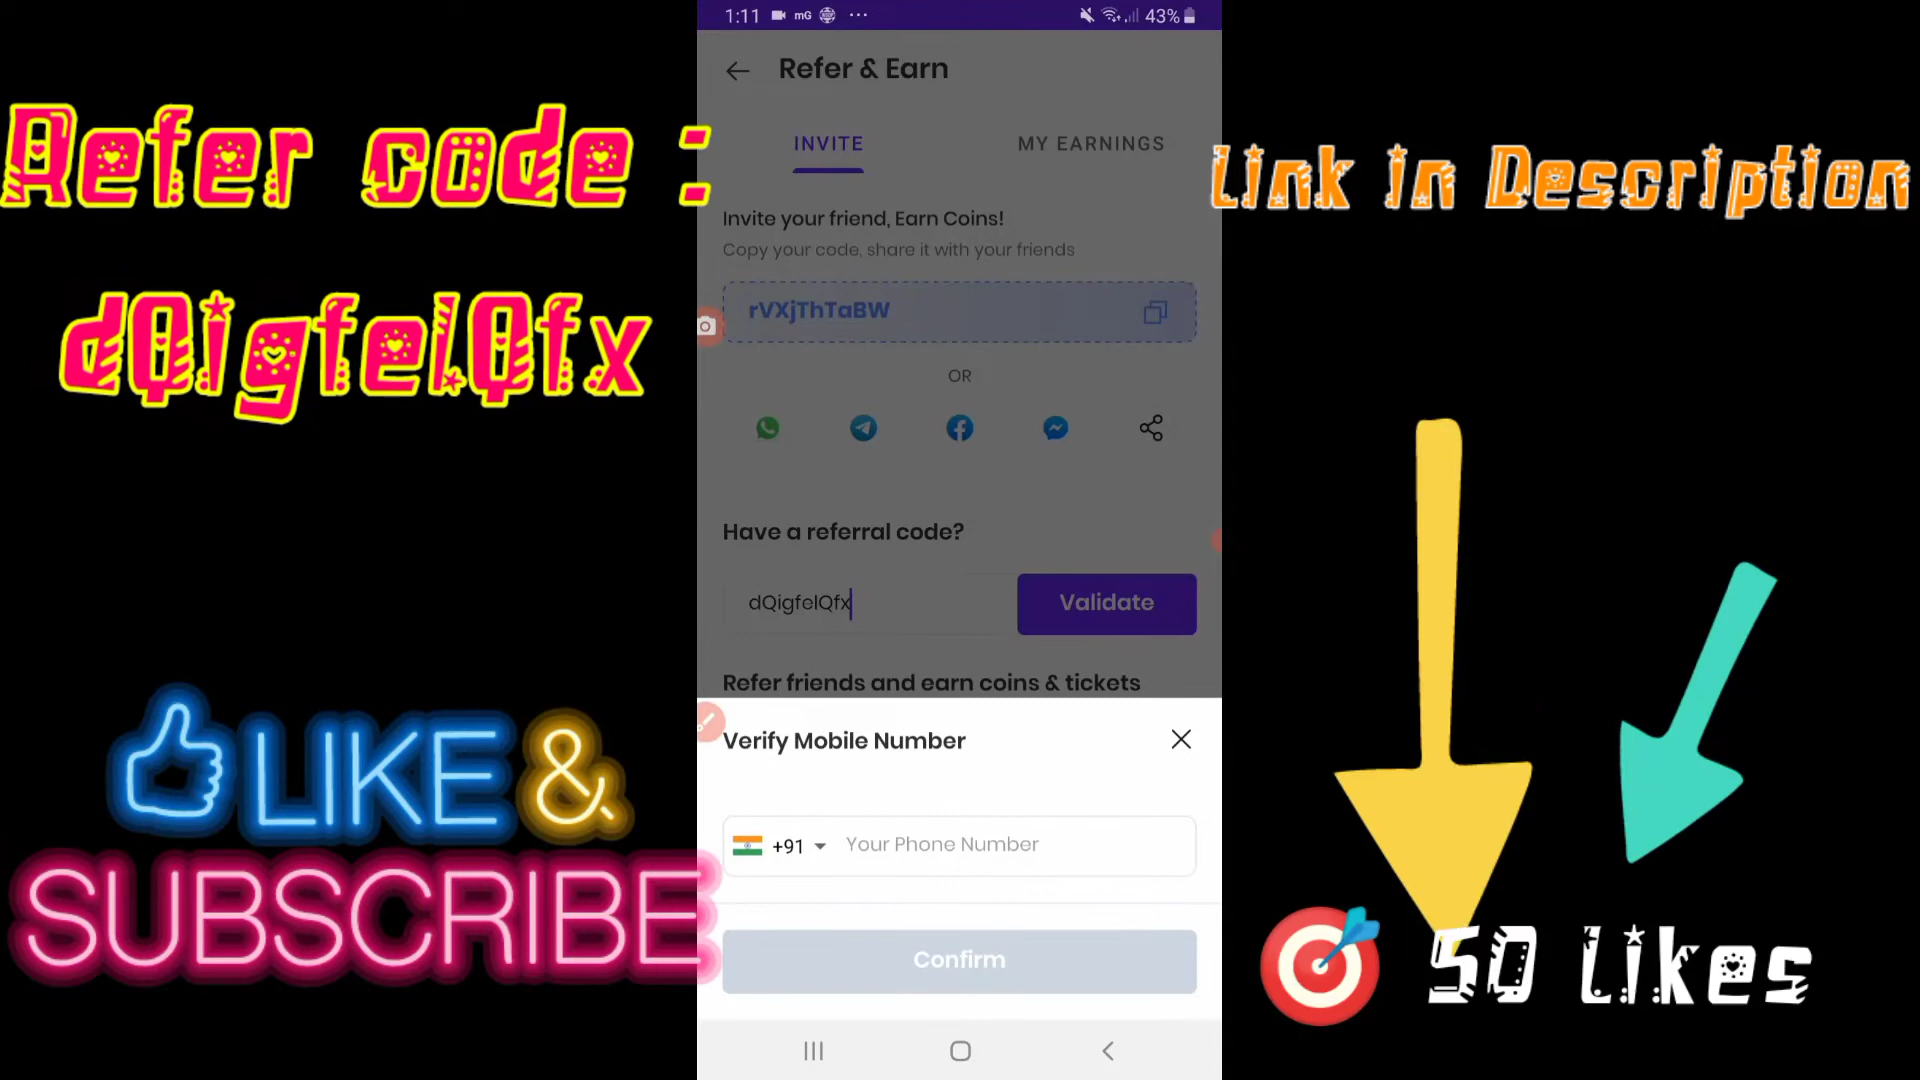 1:11 mG 43%
Refer & Earn
INVITE MY EARNINGS
Invite your friend, Earn Coins!
Copy your code, share it with your friends
rVXjThTaBW
OR
Have a referral code?
dQigfelQfx Validate
Refer friends and earn coins & tickets
Verify Mobile Number
+91 Your Phone Number
Confirm
Refer code :
dQigfelQfx
LIKE &
SUBSCRIBE
Link in Description
50 Likes